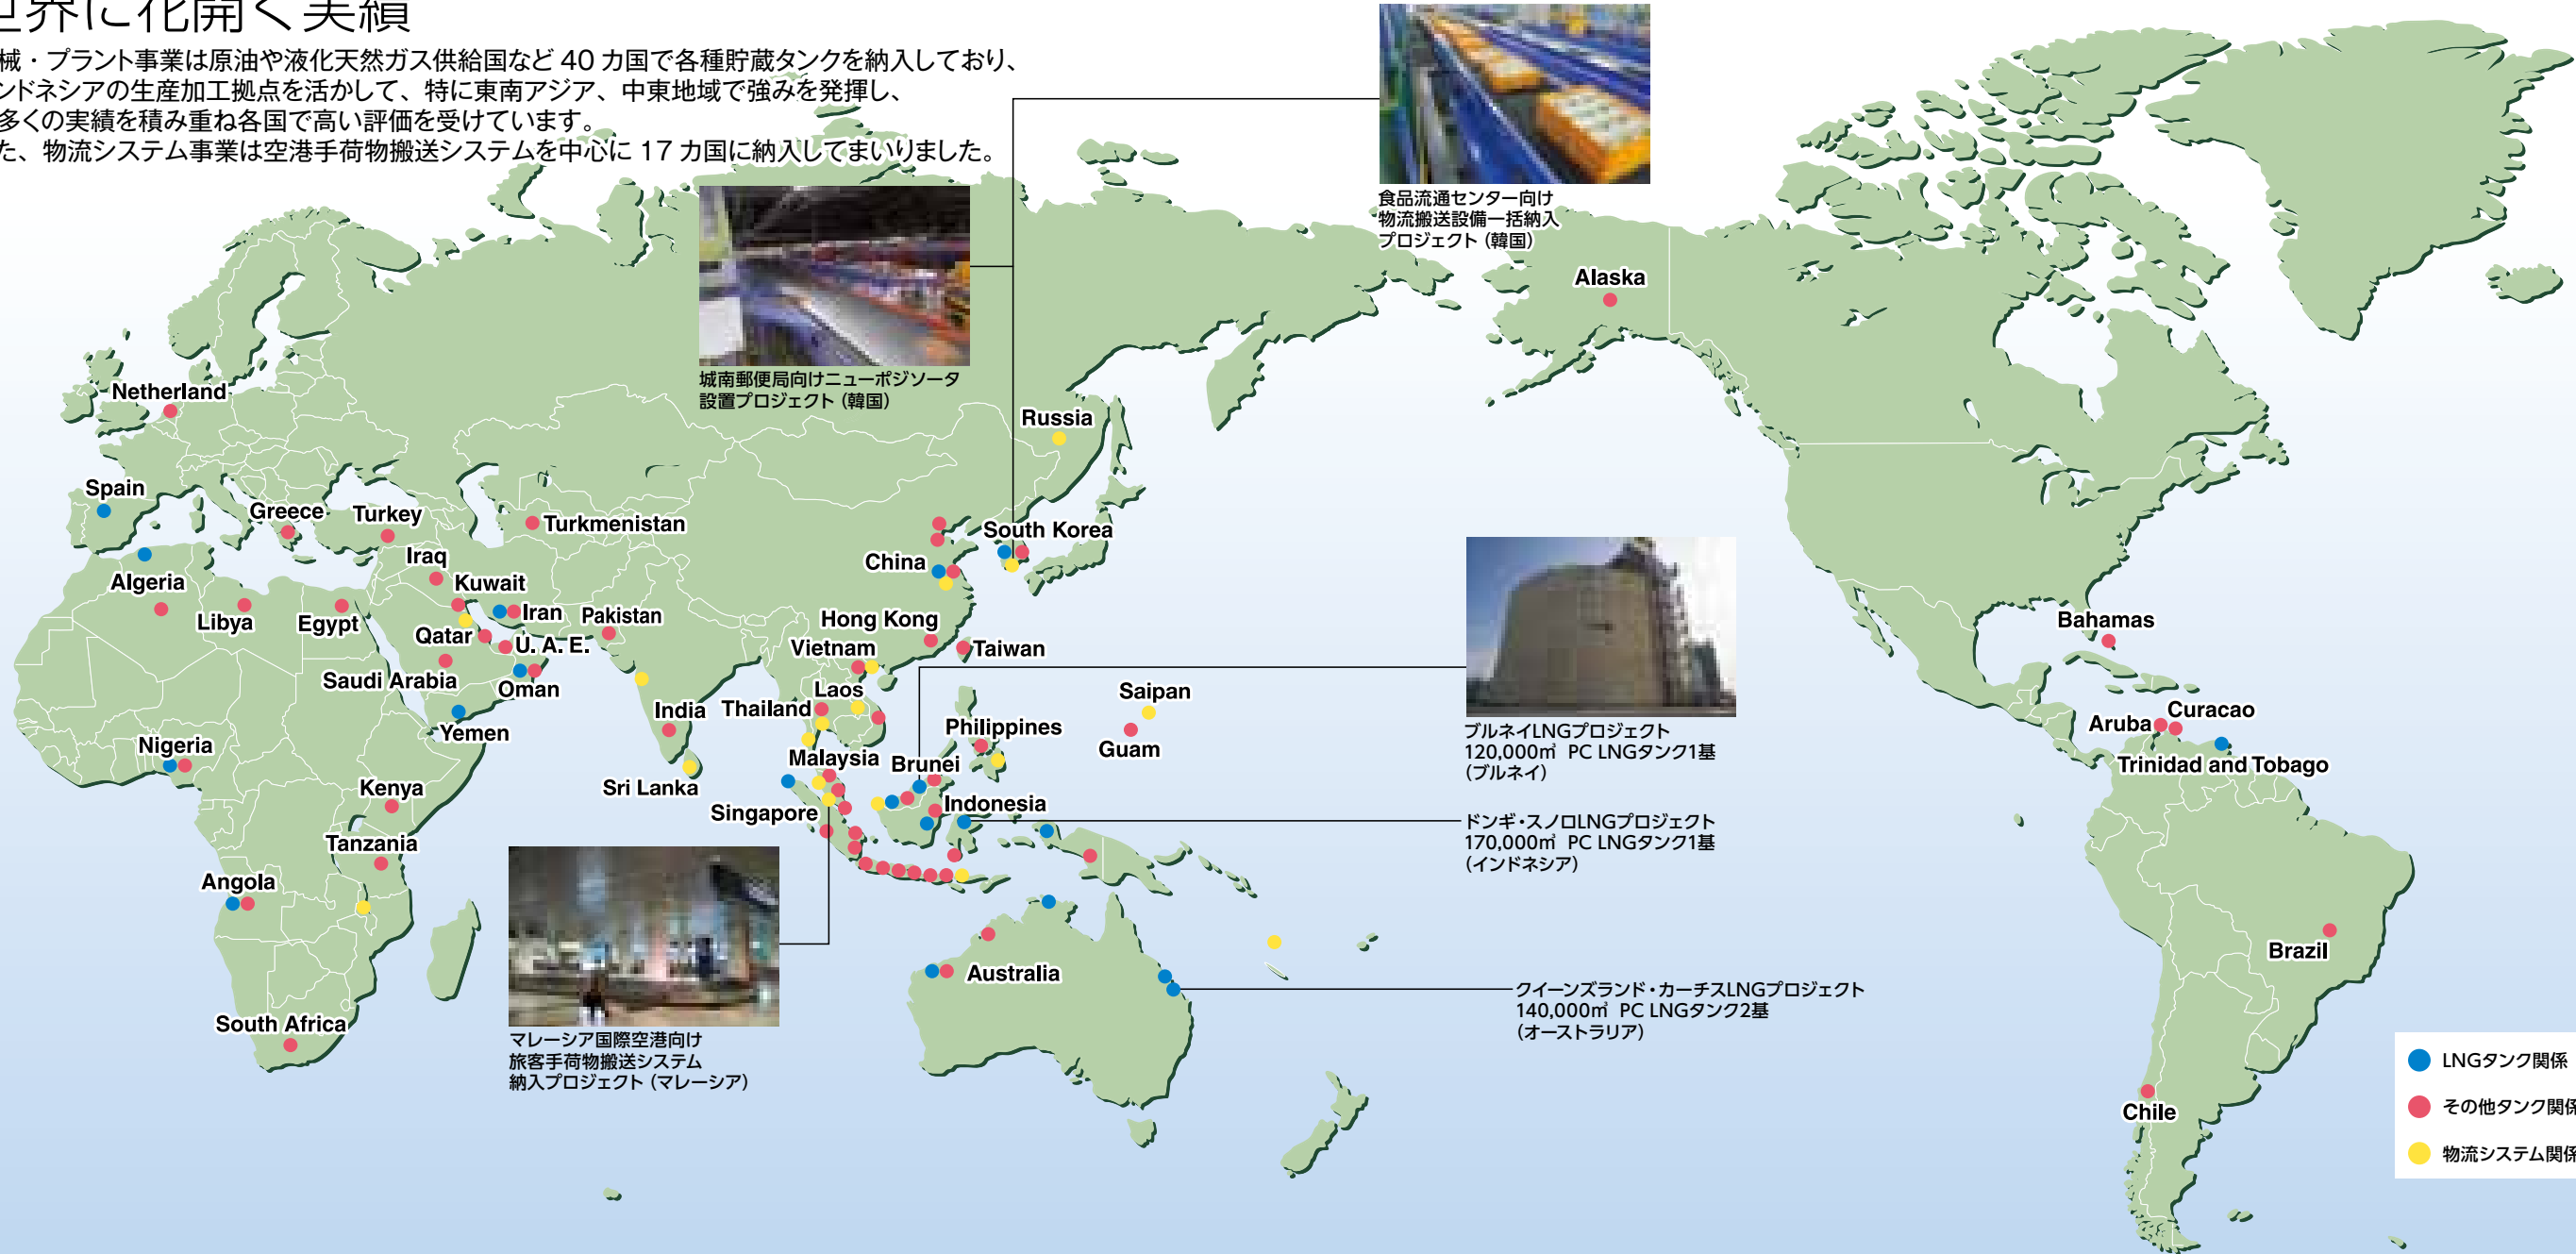 世界に花開く実績
械・プラント事業は原油や液化天然ガス供給国など 40 カ国で各種貯蔵タンクを納入しており、
ンドネシアの生産加工拠点を活かして、特に東南アジア、中東地域で強みを発揮し、
多くの実績を積み重ね各国で高い評価を受けています。
た、物流システム事業は空港手荷物搬送システムを中心に 17 カ国に納入してまいりました。
食品流通センター向け
物流搬送設備一括納入
プロジェクト（韓国）
城南郵便局向けニューポジソータ
設置プロジェクト（韓国）
Alaska
Netherland
Russia
Spain
Greece
Turkey
Turkmenistan
South Korea
Iraq
China
Algeria
Kuwait
Iran
Pakistan
Libya
Egypt
Hong Kong
Bahamas
Qatar
U. A. E.
Vietnam
Taiwan
Saudi Arabia
Oman
Laos
Saipan
India
Thailand
Curacao
Aruba
Yemen
Philippines
Guam
Nigeria
Malaysia
Brunei
Trinidad and Tobago
ブルネイLNGプロジェクト
120,000㎥ PC LNGタンク1基
（ブルネイ）
Kenya
Sri Lanka
Indonesia
Singapore
ドンギ・スノロLNGプロジェクト
170,000㎥ PC LNGタンク1基
（インドネシア）
Tanzania
Angola
Brazil
Australia
クイーンズランド・カーチスLNGプロジェクト
140,000㎥ PC LNGタンク2基
（オーストラリア）
South Africa
マレーシア国際空港向け
旅客手荷物搬送システム
納入プロジェクト（マレーシア）
Chile
LNGタンク関係
その他タンク関係
物流システム関係